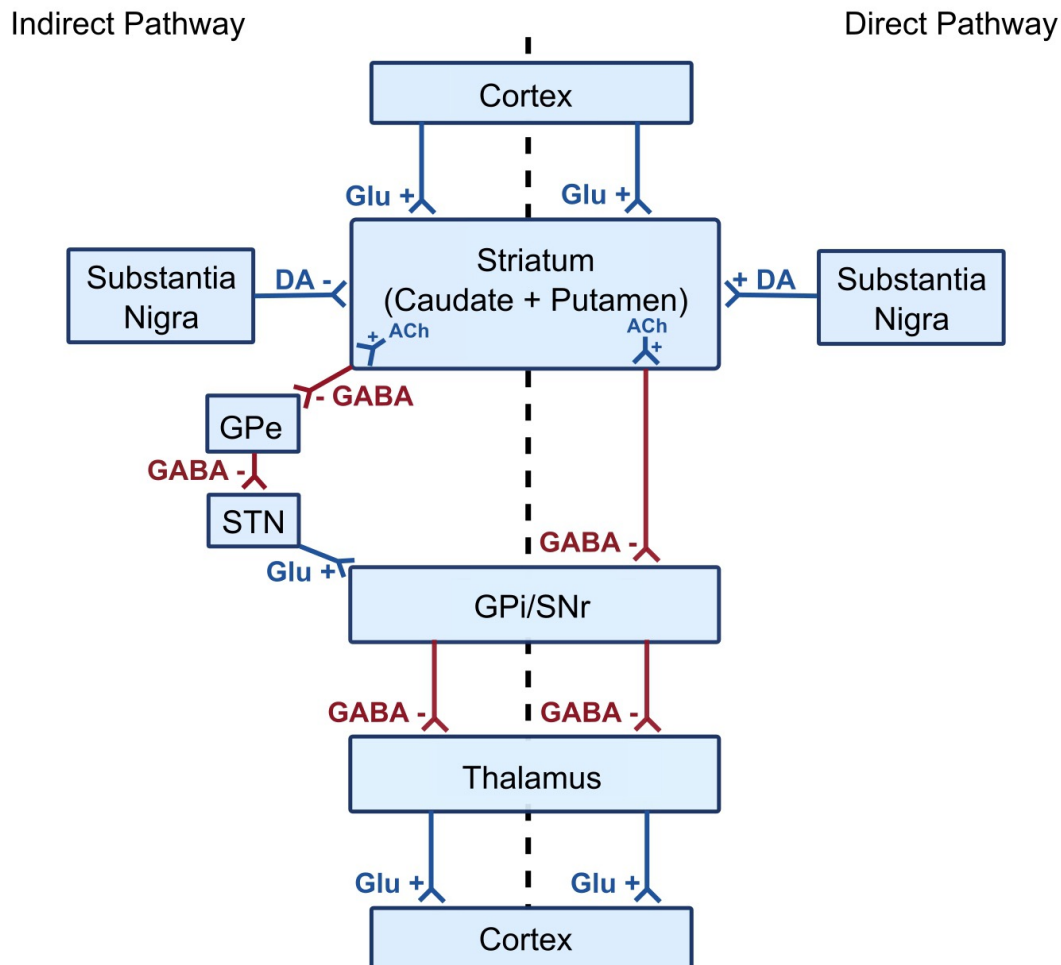 Indirect Pathway
Direct Pathway
Cortex
Glu +
Glu +
Substantia
Nigra
DA -
Striatum
(Caudate + Putamen)
+ DA
Substantia
Nigra
+ ACh
ACh
+
- GABA
GPe
GABA -
STN
Glu +
GABA -
GPi/SNr
GABA -
GABA -
Thalamus
Glu +
Glu +
Cortex